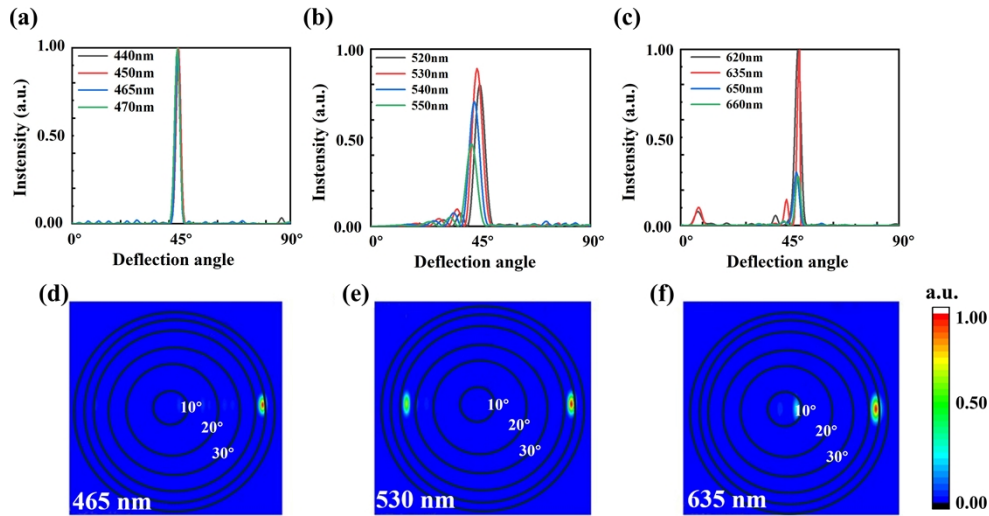 (a)
1.00
0.50
0.00
Instensity (a.u.)
440nm
450nm
465nm
470nm
0° 45° 90°
Deflection angle
(b)
1.00
0.50
0.00
Instensity (a.u.)
520nm
530nm
540nm
550nm
0° 45° 90°
Deflection angle
(c)
1.00
0.50
0.00
Instensity (a.u.)
620nm
635nm
650nm
660nm
0° 45° 90°
Deflection angle
(d)
10°
20°
30°
465 nm
(e)
10°
20°
30°
530 nm
(f)
10°
20°
30°
635 nm
a.u.
1.00
0.50
0.00